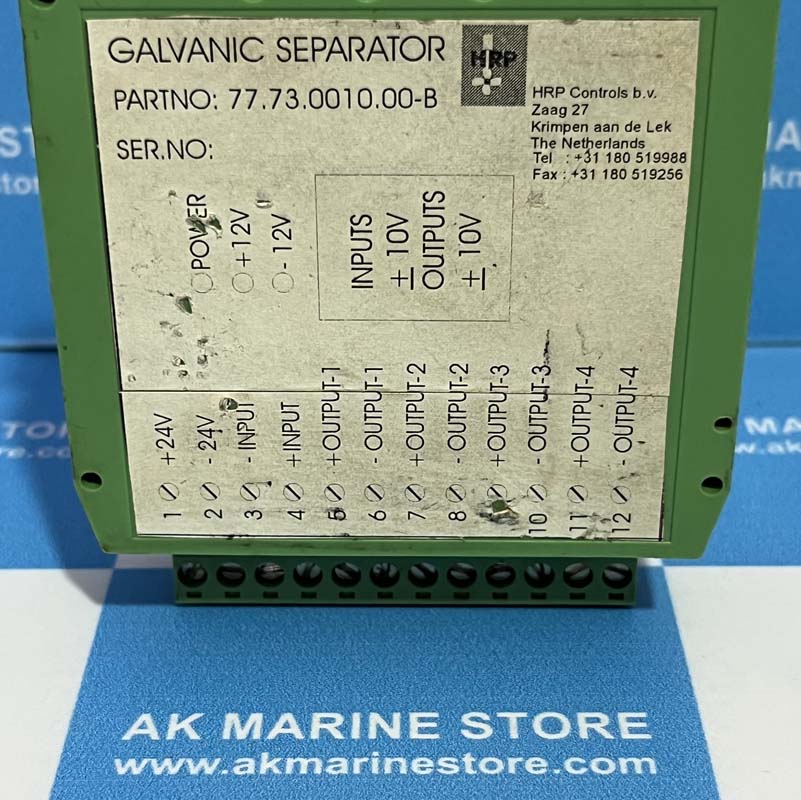 GALVANIC SEPARATOR
HRP
PARTNO: 77.73.0010.00-B
SER.NO:
HRP Controls b.v.
Zaag 27
Krimpen aan de Lek
The Netherlands
Tel : +31 180 519988
Fax : +31 180 519256
POWER
+12V
- 12V
INPUTS
± 10V
OUTPUTS
± 10V
1 +24V
2 - 24V
3 - INPUT
4 +INPUT
5 +OUTPUT-1
6 - OUTPUT-1
7 +OUTPUT-2
8 - OUTPUT-2
+OUTPUT-3
10 - OUTPUT-3
11 +OUTPUT-4
12 - OUTPUT-4
AK MARINE STORE
www.akmarinestore.com